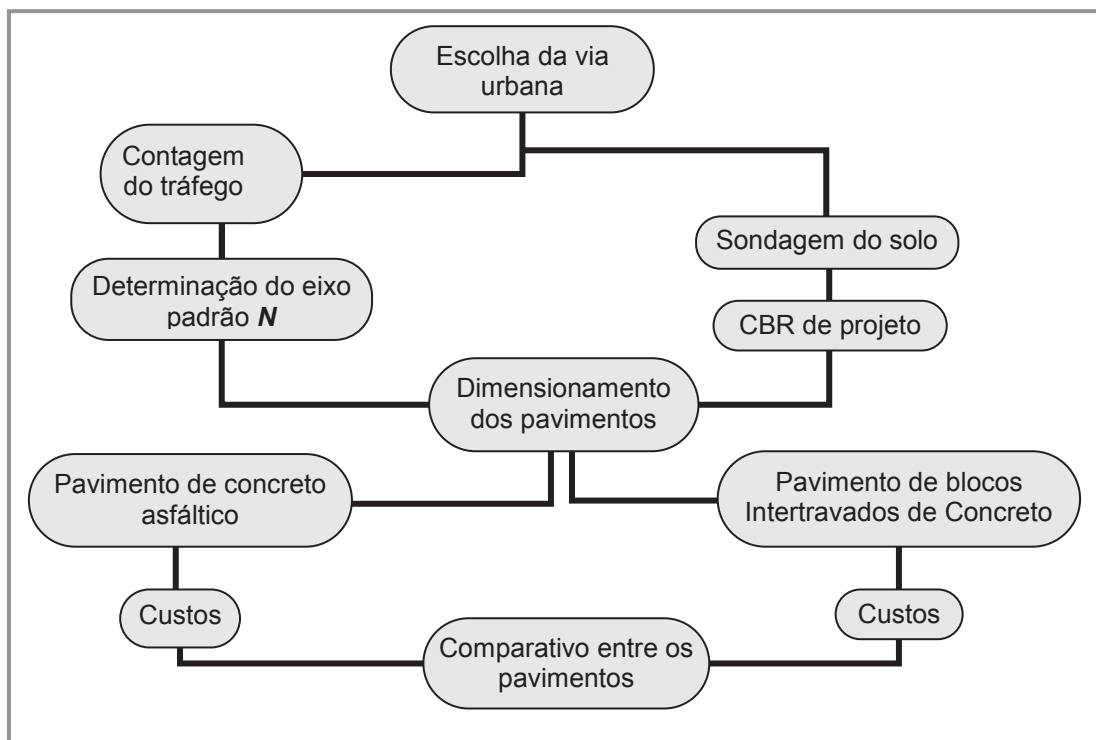 Escolha da via
urbana
Contagem
do tráfego
Sondagem do solo
Determinação do eixo
padrão N
CBR de projeto
Dimensionamento
dos pavimentos
Pavimento de concreto
asfáltico
Pavimento de blocos
Intertravados de Concreto
Custos
Custos
Comparativo entre os
pavimentos